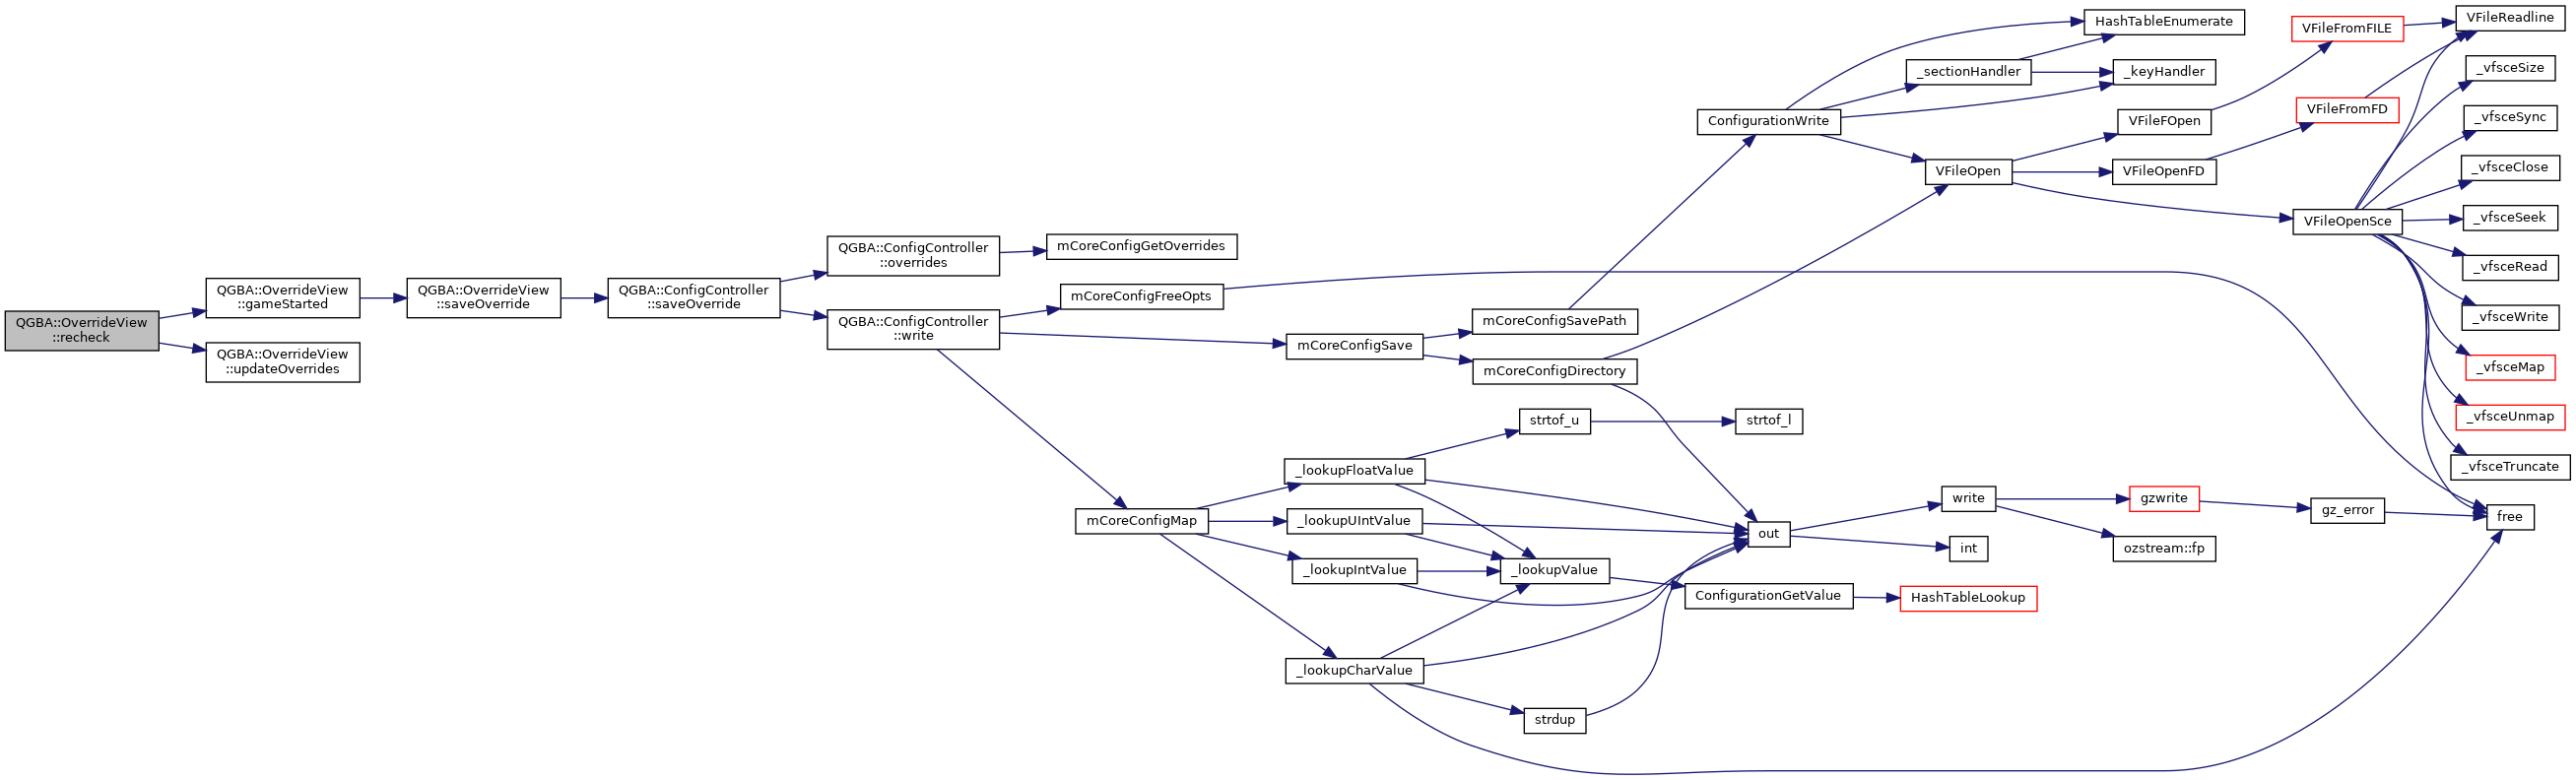 QGBA::OverrideView
::recheck
QGBA::OverrideView
::gameStarted
QGBA::OverrideView
::updateOverrides
QGBA::OverrideView
::saveOverride
QGBA::ConfigController
::saveOverride
QGBA::ConfigController
::overrides
QGBA::ConfigController
::write
mCoreConfigGetOverrides
mCoreConfigFreeOpts
mCoreConfigMap
mCoreConfigSave
_lookupFloatValue
_lookupUIntValue
_lookupIntValue
_lookupCharValue
mCoreConfigSavePath
mCoreConfigDirectory
strtof_u
_lookupValue
strdup
ConfigurationWrite
strtof_l
out
ConfigurationGetValue
_sectionHandler
VFileOpen
write
int
HashTableLookup
HashTableEnumerate
_keyHandler
VFileFOpen
VFileOpenFD
gzwrite
ozstream::fp
VFileFromFILE
VFileFromFD
VFileOpenSce
gz_error
VFileReadline
_vfsceSize
_vfsceSync
_vfsceClose
_vfsceSeek
_vfsceRead
_vfsceWrite
_vfsceMap
_vfsceUnmap
_vfsceTruncate
free